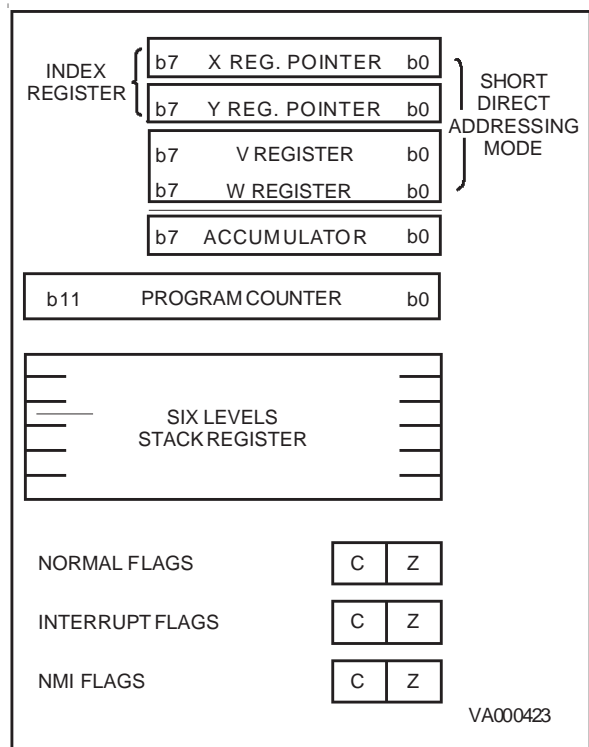 INDEX
REGISTER
b7 X REG. POINTER b0
b7 Y REG. POINTER b0
b7 V REGISTER b0
b7 W REGISTER b0
b7 ACCUMULATOR b0
SHORT
DIRECT
ADDRESSING
MODE
b11 PROGRAM COUNTER b0
SIX LEVELS
STACK REGISTER
NORMAL FLAGS C Z
INTERRUPT FLAGS C Z
NMI FLAGS C Z
VA000423